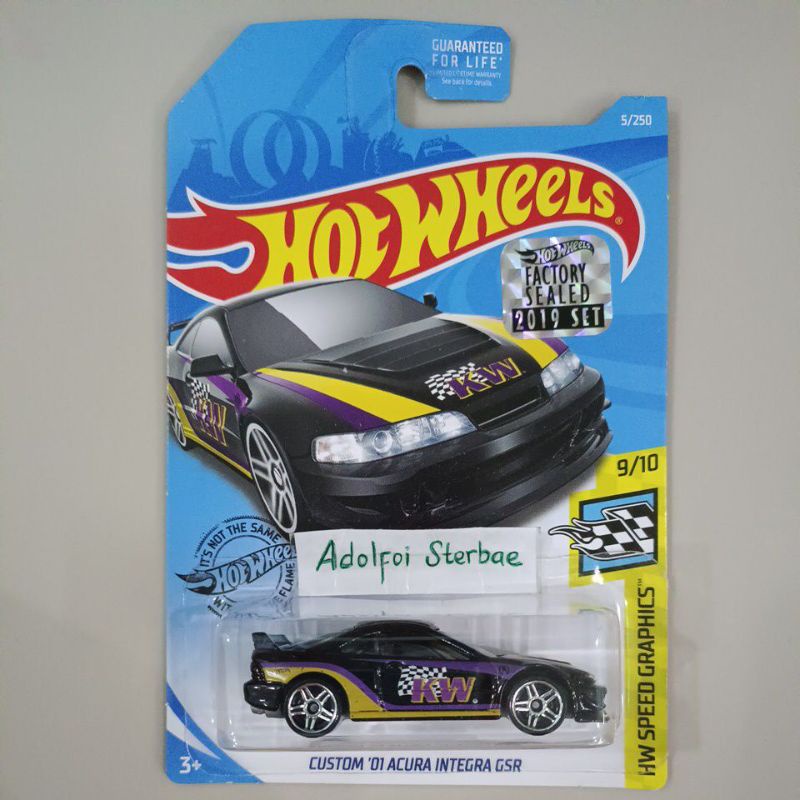 GUARANTEED
FOR LIFE*
See back for details.
5/250
HOT WHEELS
HOT WHEELS
FACTORY
SEALED
2019 SET
KW
KW
9/10
IT'S NOT THE SAME
HOT WHEELS
FLAME
Adolfoi Sterbae
HW SPEED GRAPHICS™
KW
3+
CUSTOM '01 ACURA INTEGRA GSR